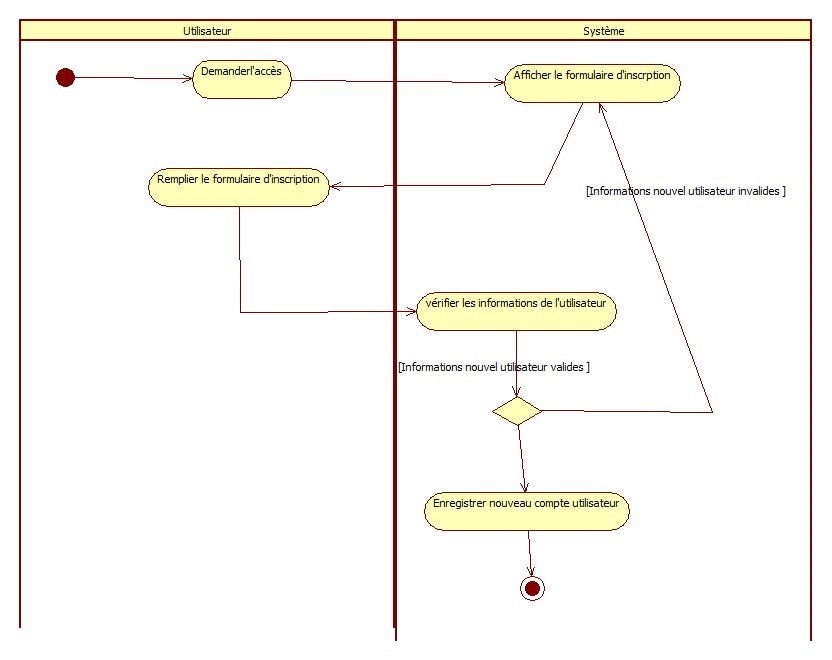 Utilisateur
Système
Demanderl'accès
Afficher le formulaire d'inscrption
Remplier le formulaire d'inscription
[Informations nouvel utilisateur invalides ]
vérifier les informations de l'utilisateur
[Informations nouvel utilisateur valides ]
Enregistrer nouveau compte utilisateur